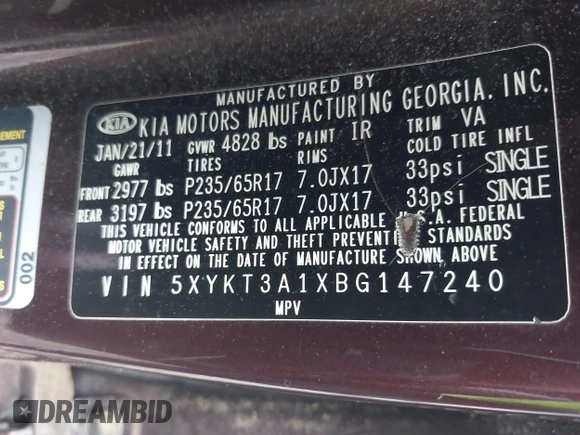 MANUFACTURED BY
KIA KIA MOTORS MANUFACTURING GEORGIA, INC.
JAN/21/11 GVWR 4828 lbs PAINT IR TRIM VA
GAWR TIRES RIMS COLD TIRE INFL
FRONT 2977 lbs P235/65R17 7.0JX17 33psi SINGLE
REAR 3197 lbs P235/65R17 7.0JX17 33psi SINGLE
THIS VEHICLE CONFORMS TO ALL APPLICABLE FEDERAL
MOTOR VEHICLE SAFETY AND THEFT PREVENTION STANDARDS
IN EFFECT ON THE DATE OF MANUFACTURE SHOWN ABOVE
VIN 5XYKT3A1XBG147240
MPV
002
DREAMBID